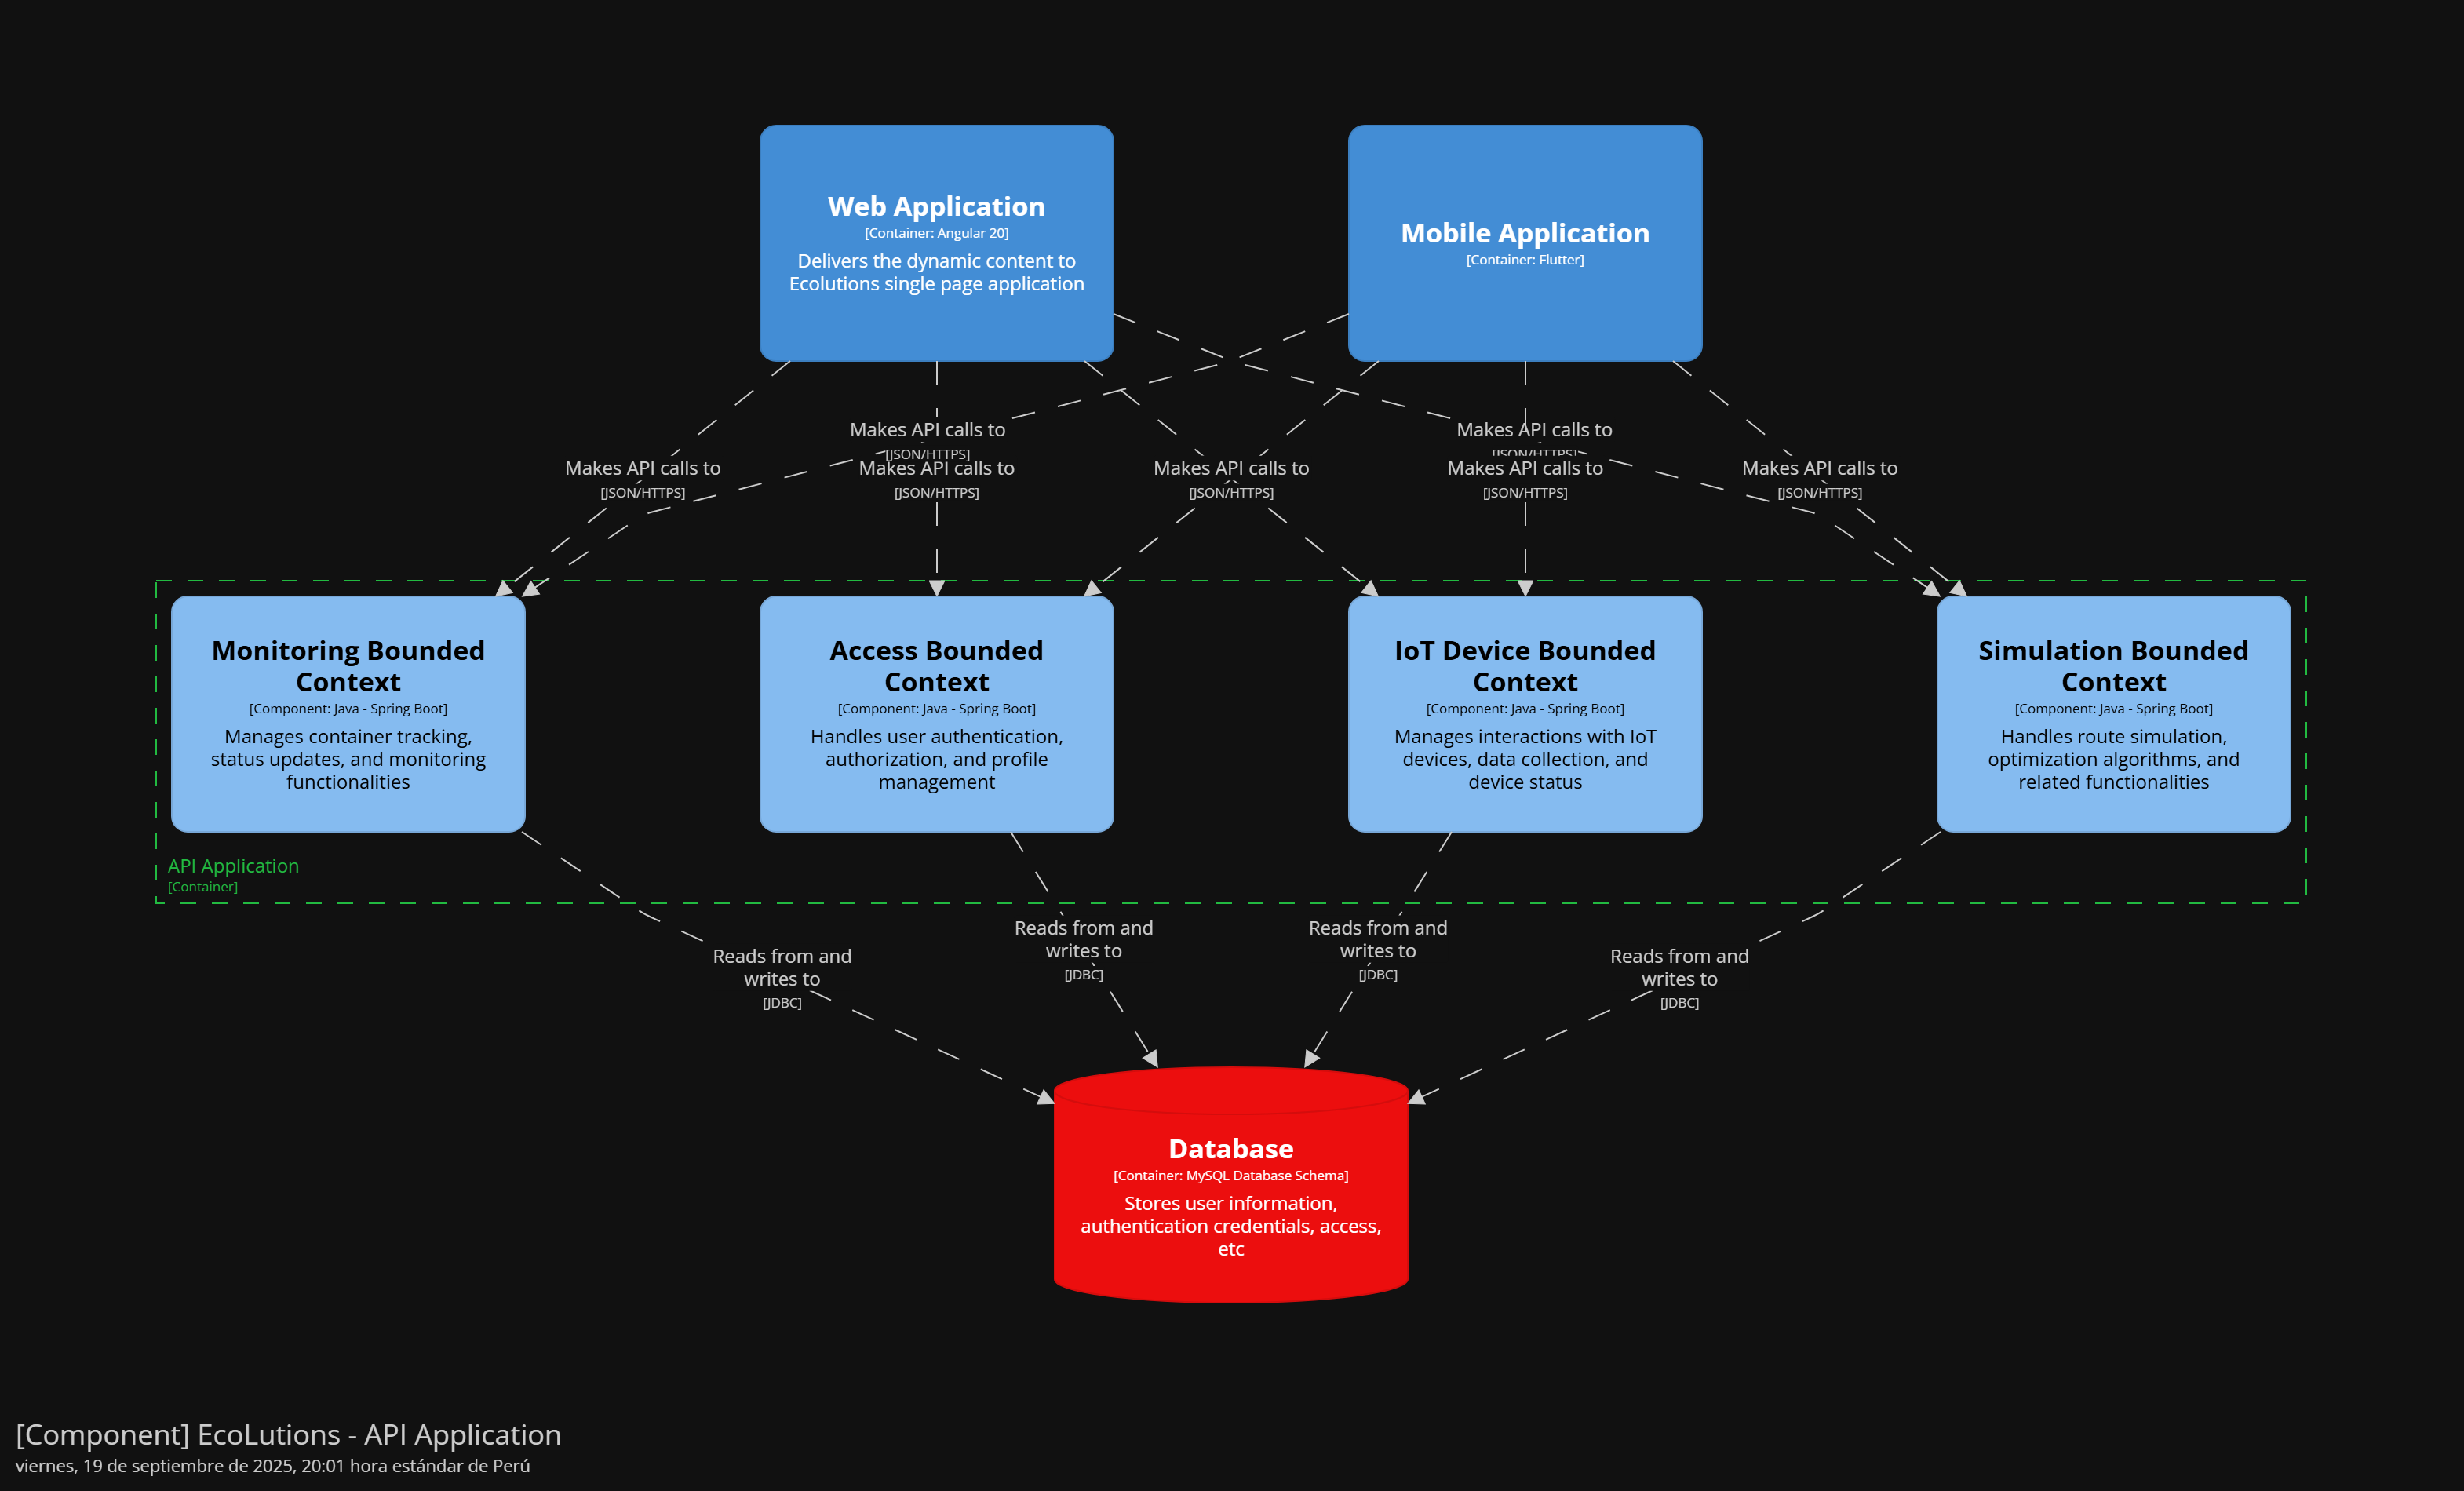 Web Application
[Container: Angular 20]
Delivers the dynamic content to
Ecolutions single page application
Mobile Application
[Container: Flutter]
Makes API calls to
[JSON/HTTPS]
Makes API calls to
[JSON/HTTPS]
Makes API calls to
[JSON/HTTPS]
Makes API calls to
[JSON/HTTPS]
Makes API calls to
[JSON/HTTPS]
Makes API calls to
[JSON/HTTPS]
Makes API calls to
[JSON/HTTPS]
Monitoring Bounded
Context
[Component: Java - Spring Boot]
Manages container tracking,
status updates, and monitoring
functionalities
Access Bounded
Context
[Component: Java - Spring Boot]
Handles user authentication,
authorization, and profile
management
IoT Device Bounded
Context
[Component: Java - Spring Boot]
Manages interactions with IoT
devices, data collection, and
device status
Simulation Bounded
Context
[Component: Java - Spring Boot]
Handles route simulation,
optimization algorithms, and
related functionalities
API Application
[Container]
Reads from and
writes to
[JDBC]
Reads from and
writes to
[JDBC]
Reads from and
writes to
[JDBC]
Reads from and
writes to
[JDBC]
Database
[Container: MySQL Database Schema]
Stores user information,
authentication credentials, access,
etc
[Component] EcoLutions - API Application
viernes, 19 de septiembre de 2025, 20:01 hora estándar de Perú